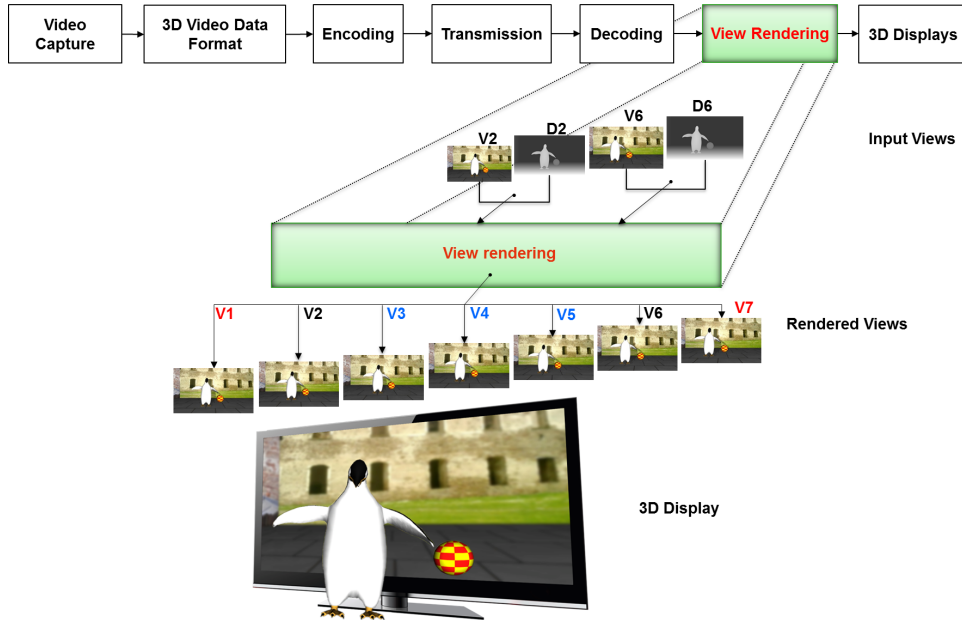 Video
Capture
3D Video Data
Format
Encoding
Transmission
Decoding
View Rendering
3D Displays
V2
D2
V6
D6
Input Views
View rendering
V1
V2
V3
V4
V5
V6
V7
Rendered Views
3D Display